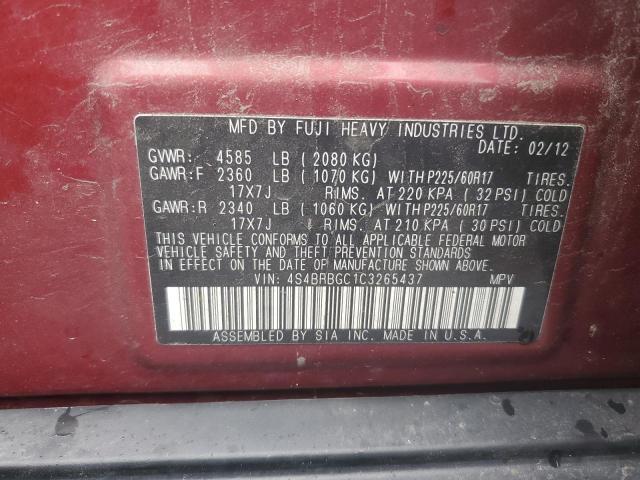 MFD BY FUJI HEAVY INDUSTRIES LTD.
DATE: 02/12
GVWR: 4585 LB ( 2080 KG)
GAWR:F 2360 LB ( 1070 KG) WITH P225/60R17 TIRES.
17X7J RIMS. AT 220 KPA ( 32 PSI) COLD
GAWR:R 2340 LB ( 1060 KG) WITH P225/60R17 TIRES.
17X7J RIMS. AT 210 KPA ( 30 PSI) COLD
THIS VEHICLE CONFORMS TO ALL APPLICABLE FEDERAL MOTOR
VEHICLE SAFETY AND THEFT PREVENTION STANDARDS
IN EFFECT ON THE DATE OF MANUFACTURE SHOWN ABOVE.
VIN: 4S4BRBGC1C3265437 MPV
ASSEMBLED BY SIA INC. MADE IN U.S.A.